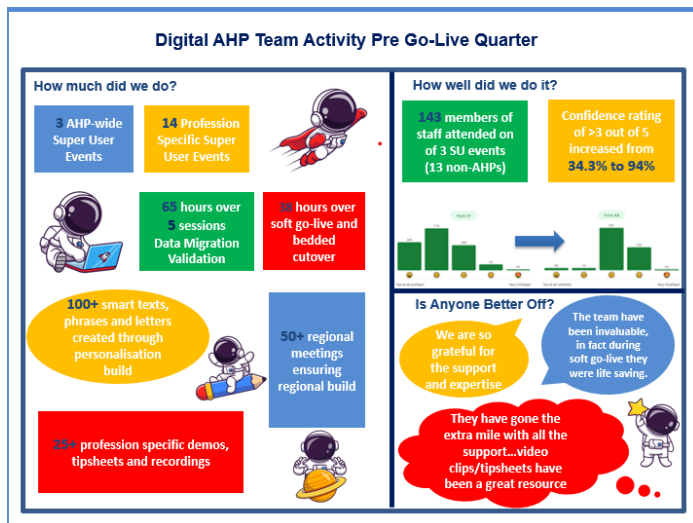 Digital AHP Team Activity Pre Go-Live Quarter
How much did we do?
3 AHP-wide
Super User
Events
14 Profession
Specific Super
User Events
65 hours over
5 sessions
Data Migration
Validation
38 hours over
soft go-live and
bedded
cutover
100+ smart texts,
phrases and letters
created through
personalisation
build
50+ regional
meetings
ensuring
regional build
25+ profession specific demos,
tipsheets and recordings
How well did we do it?
143 members of
staff attended on
of 3 SU events
(13 non-AHPs)
Confidence rating
of >3 out of 5
increased from
34.3% to 94%
Is Anyone Better Off?
We are so
grateful for
the support
and expertise
The team have
been invaluable,
in fact during
soft go-live they
were life saving.
They have gone the
extra mile with all the
support...video
clips/tipsheets have
been a great resource